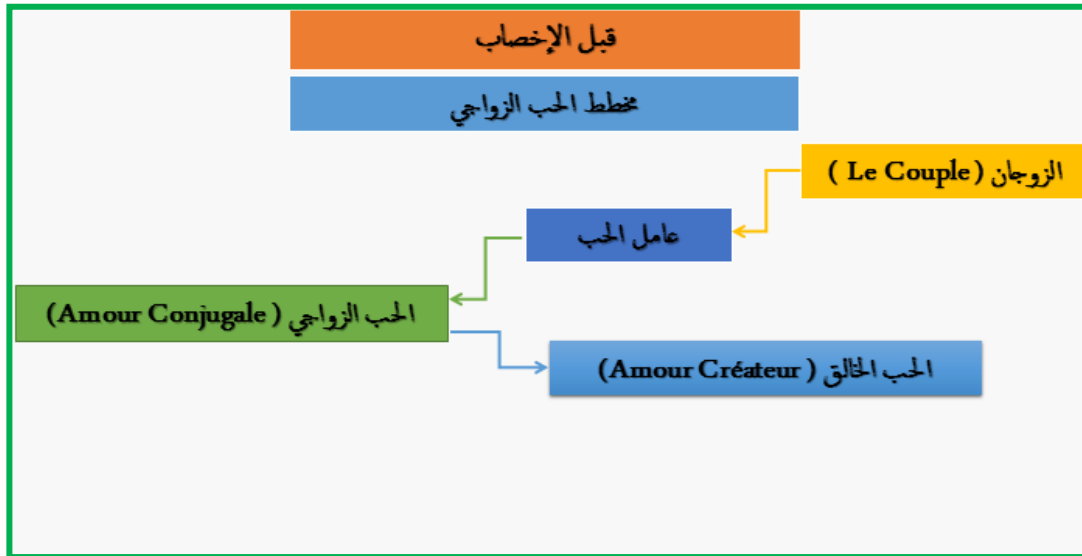 قبل الإخصاب
مخطط الحب الزواجي
الزوجان ( Le Couple )
عامل الحب
الحب الزواجي ( Amour Conjugale)
الحب الخالق ( Amour Créateur)